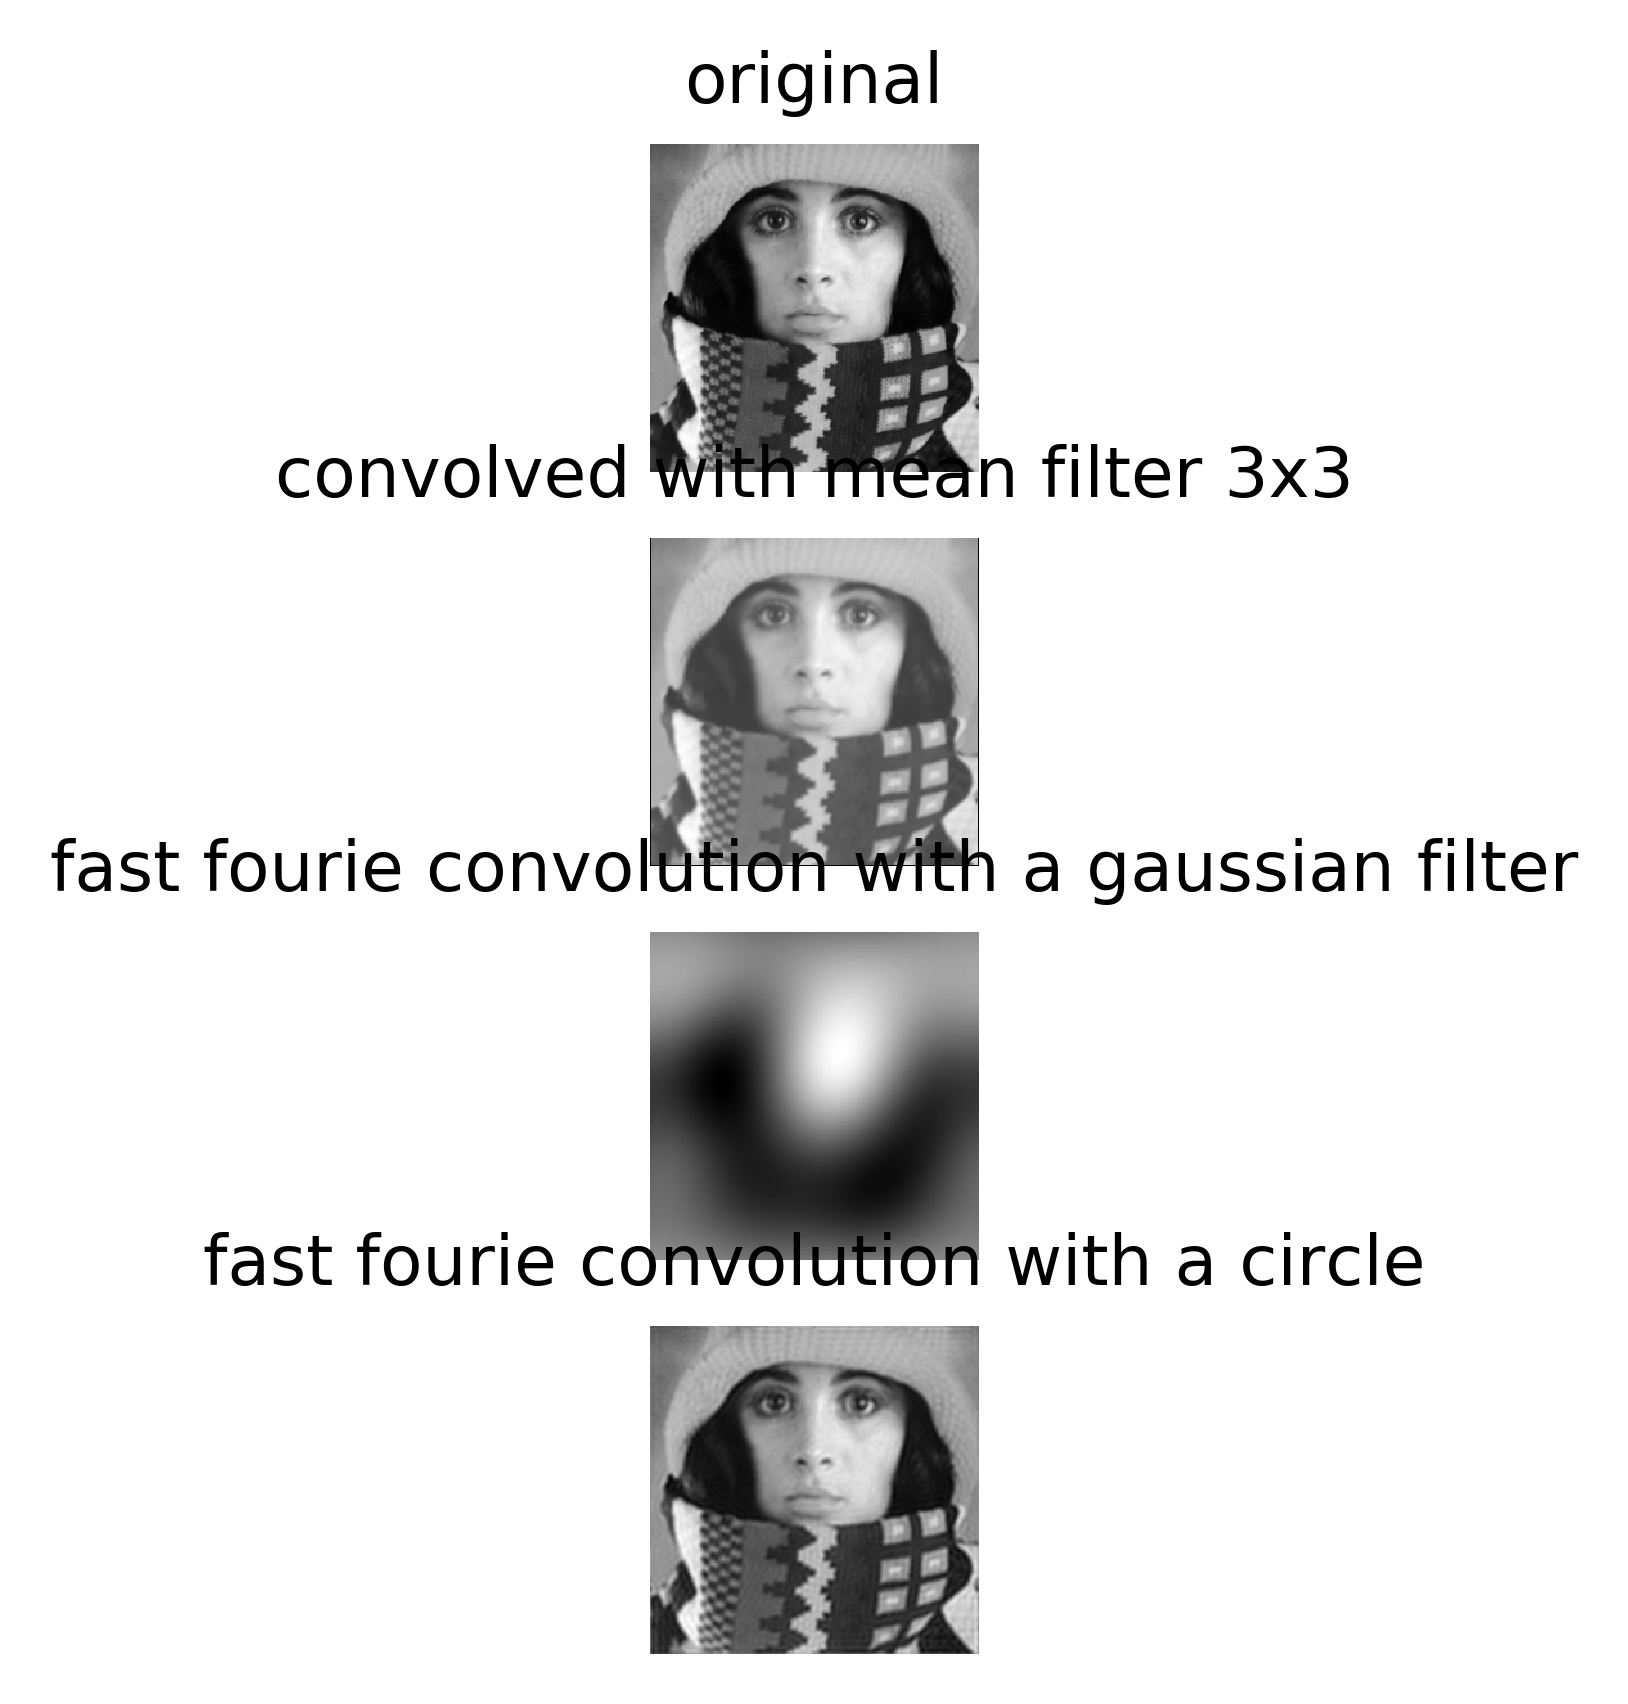 original
convolved with mean filter 3x3
fast fourie convolution with a gaussian filter
fast fourie convolution with a circle